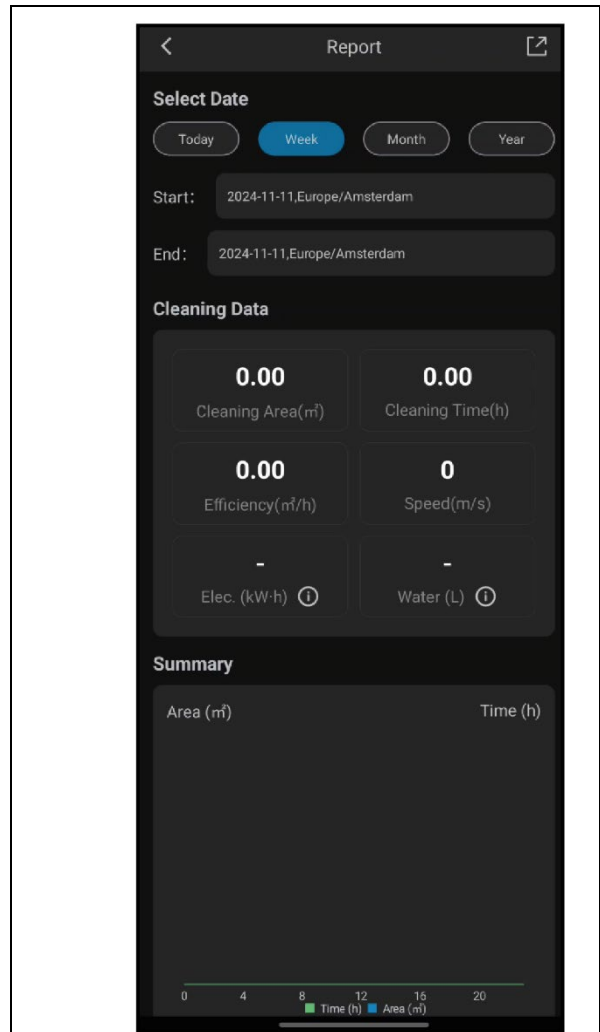 Report
Select Date
Today Week Month Year
Start: 2024-11-11,Europe/Amsterdam
End: 2024-11-11,Europe/Amsterdam
Cleaning Data
0.00 0.00
Cleaning Area(㎡) Cleaning Time(h)
0.00 0
Efficiency(㎡/h) Speed(m/s)
- -
Elec. (kW·h) Water (L)
Summary
Area (㎡) Time (h)
0 4 8 12 16 20
Time (h) Area (㎡)